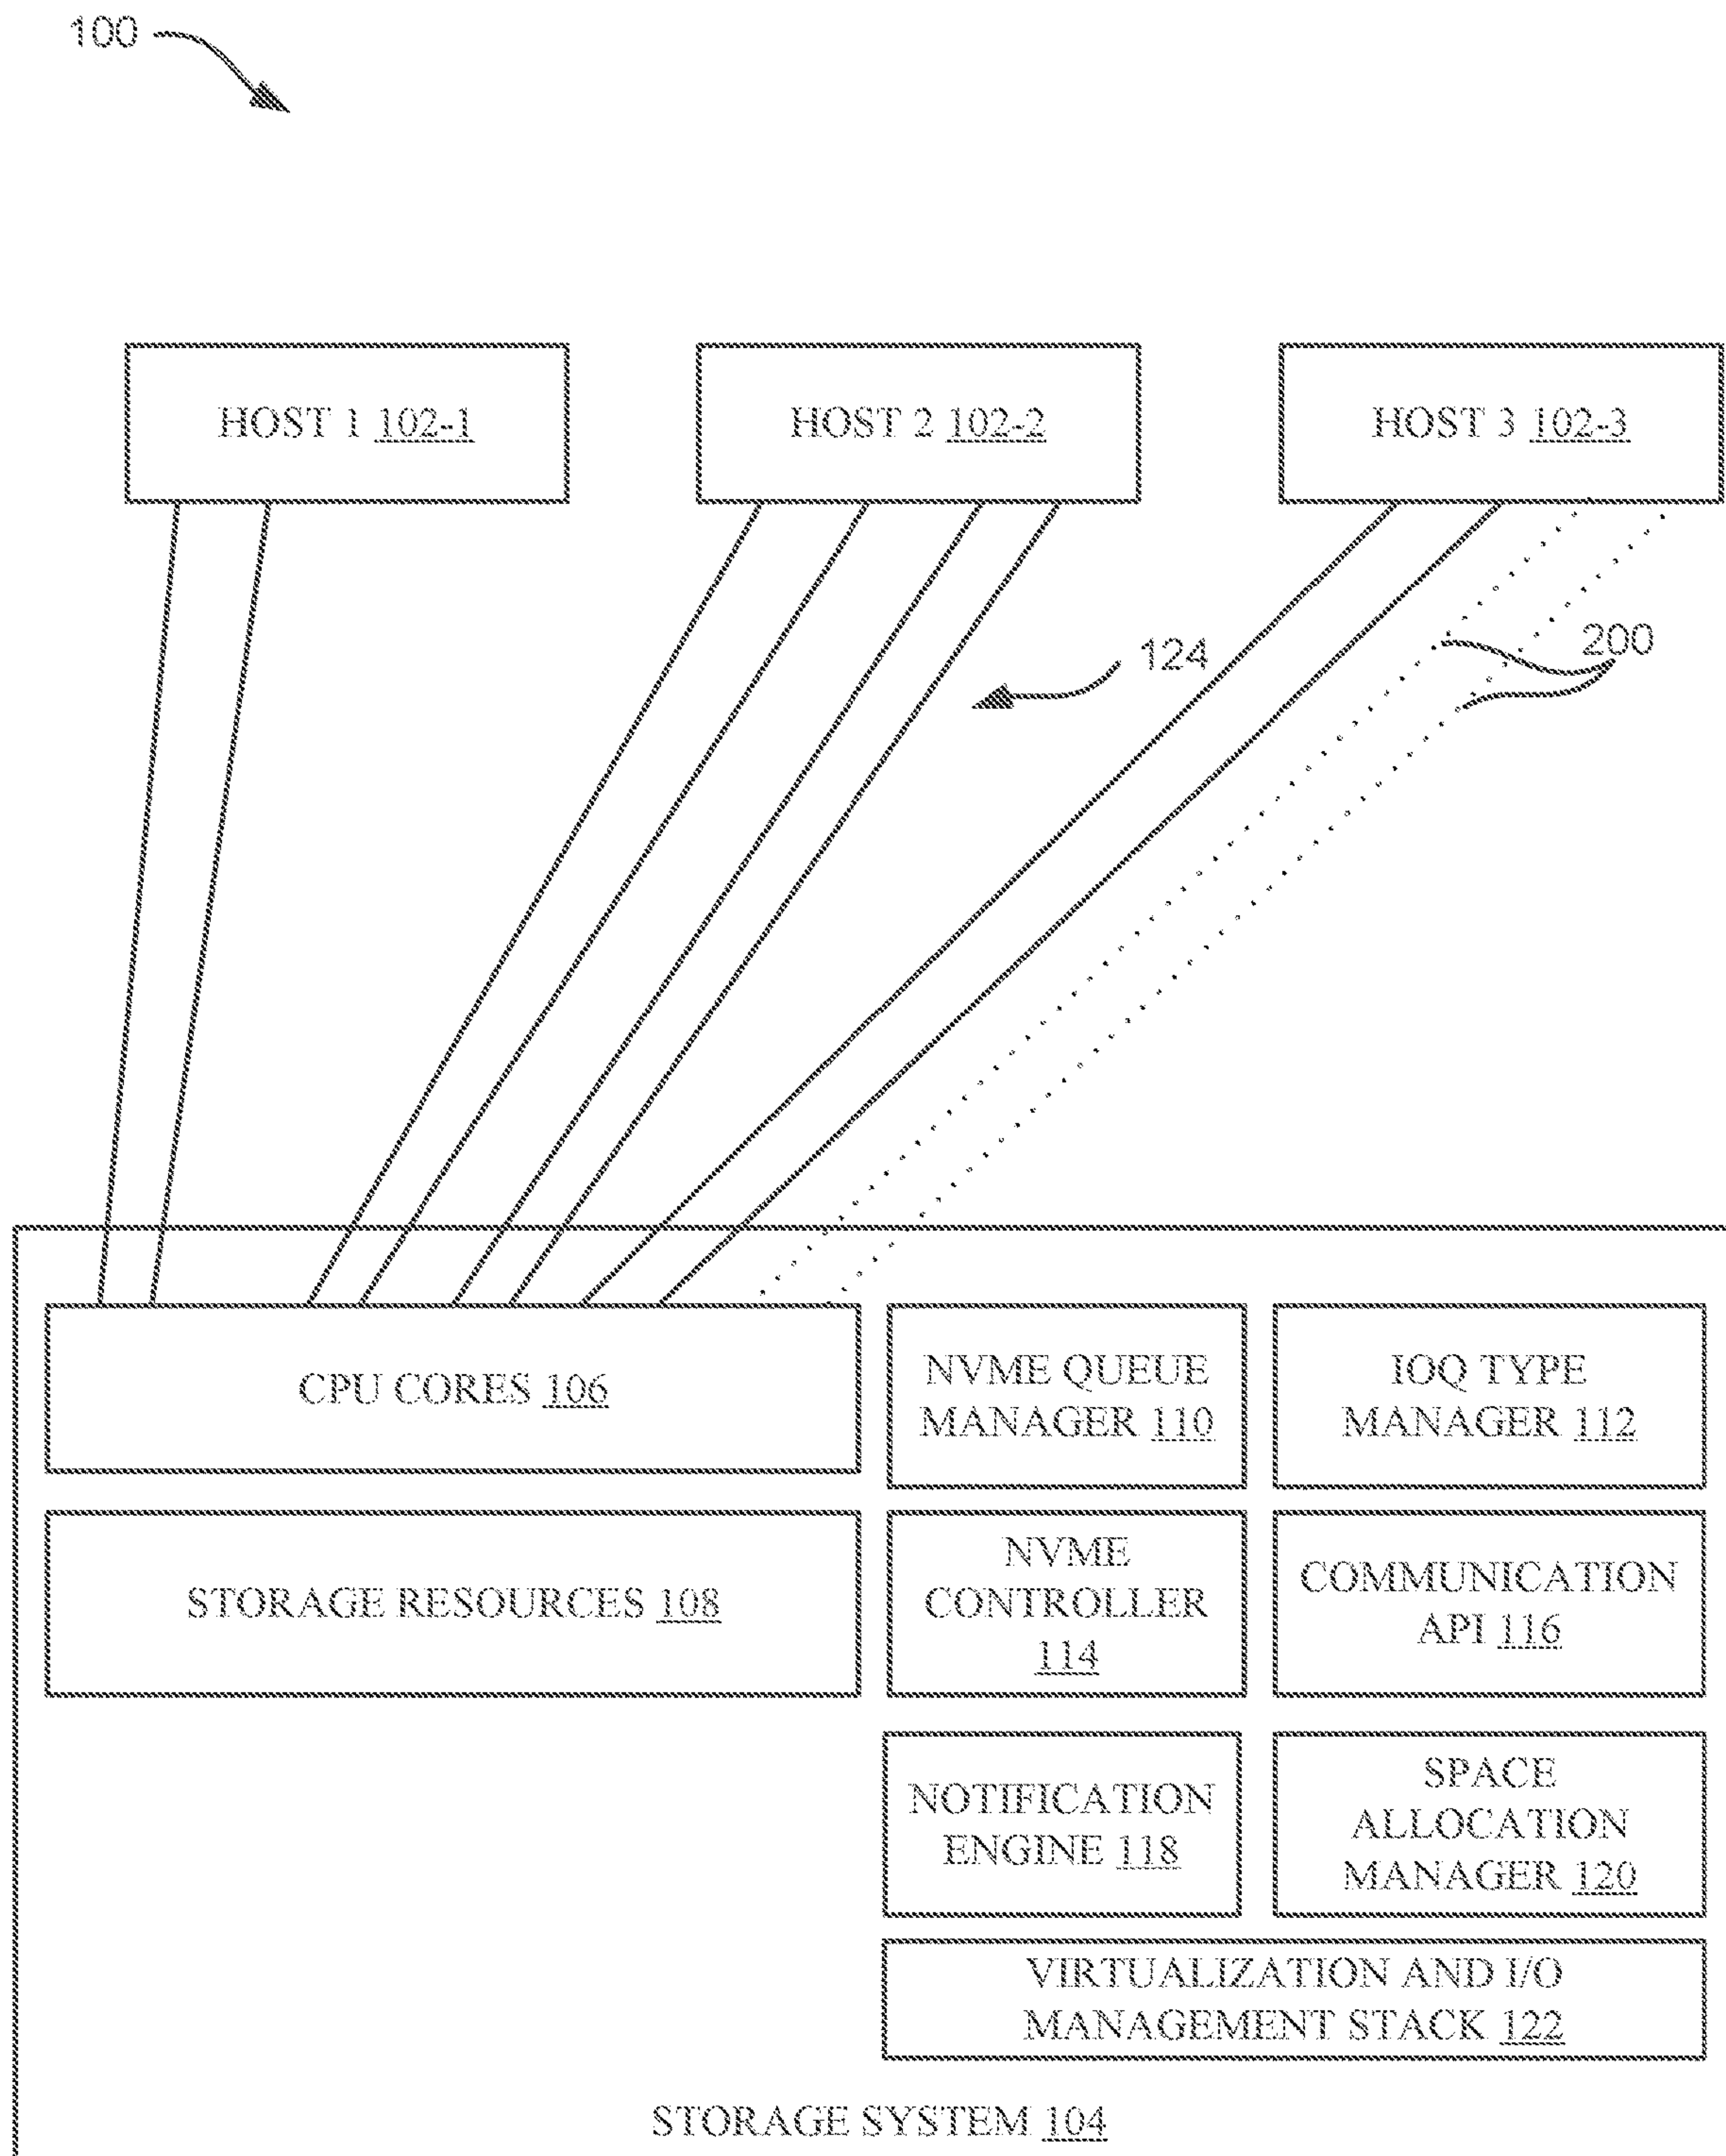 100
HOST 1 102-1
HOST 2 102-2
HOST 3 102-3
124
200
CPU CORES 106
NVME QUEUE
MANAGER 110
IOQ TYPE
MANAGER 112
STORAGE RESOURCES 108
NVME
CONTROLLER
114
COMMUNICATION
API 116
NOTIFICATION
ENGINE 118
SPACE
ALLOCATION
MANAGER 120
VIRTUALIZATION AND I/O
MANAGEMENT STACK 122
STORAGE SYSTEM 104